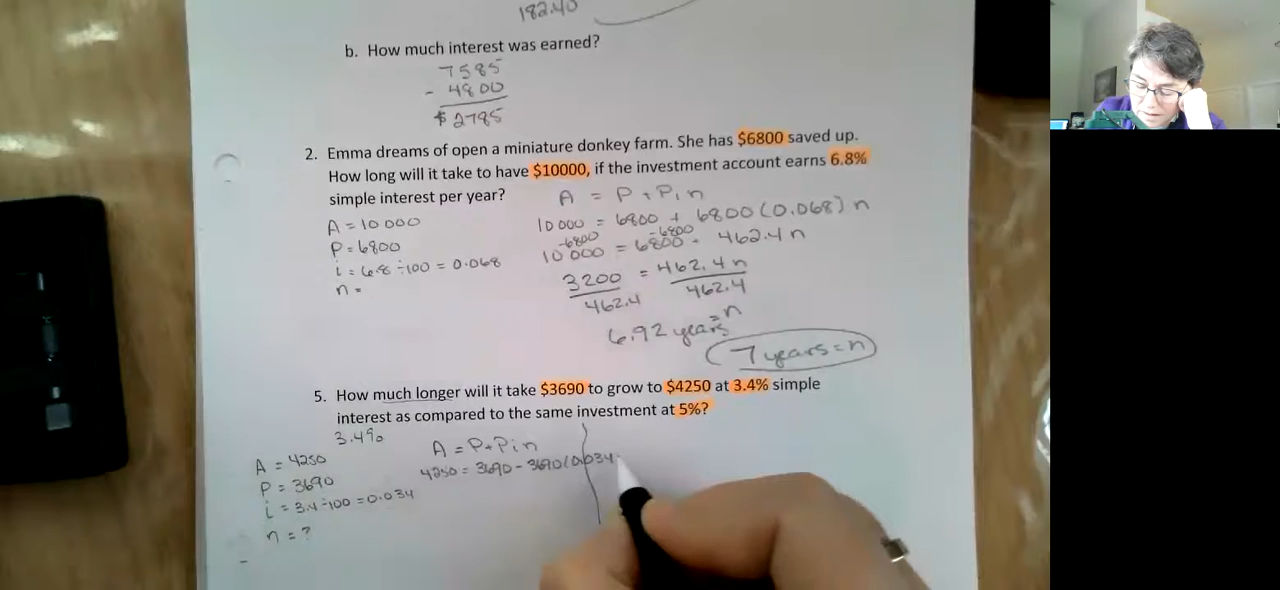 182.40
b. How much interest was earned?
7585
- 4800
$ 2785
2. Emma dreams of open a miniature donkey farm. She has $6800 saved up.
How long will it take to have $10000, if the investment account earns 6.8%
simple interest per year?
A = P + Pin
A = 10 000
P = 6800
i = 6.8 ÷ 100 = 0.068
n =
10 000 = 6800 + 6800 (0.068) n
-6800 -6800
10 000 = 6800 + 462.4 n
3200 = 462.4 n
462.4 462.4
6.92 years = n
7 years = n
5. How much longer will it take $3690 to grow to $4250 at 3.4% simple
interest as compared to the same investment at 5%?
3.4%
A = 4250
P = 3690
i = 3.4 ÷ 100 = 0.034
n = ?
A = P + Pin
4250 = 3690 - 3690 (0.034